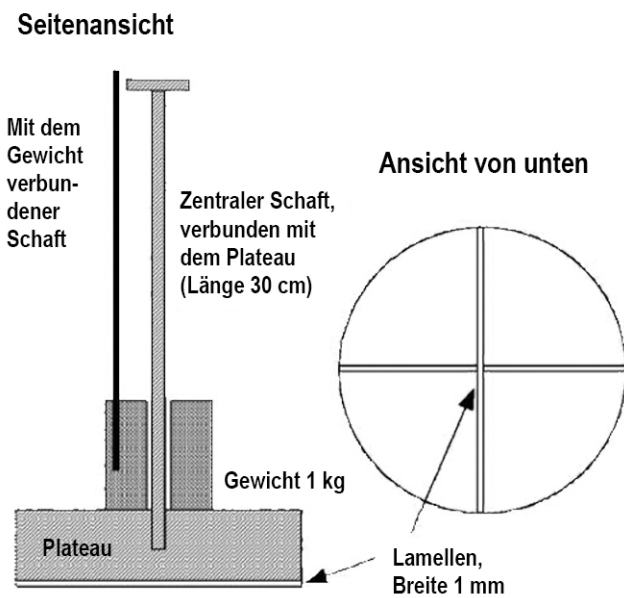 Seitenansicht
Mit dem
Gewicht
verbun-
dener
Schaft
Zentraler Schaft,
verbunden mit
dem Plateau
(Länge 30 cm)
Gewicht 1 kg
Plateau
Ansicht von unten
Lamellen,
Breite 1 mm